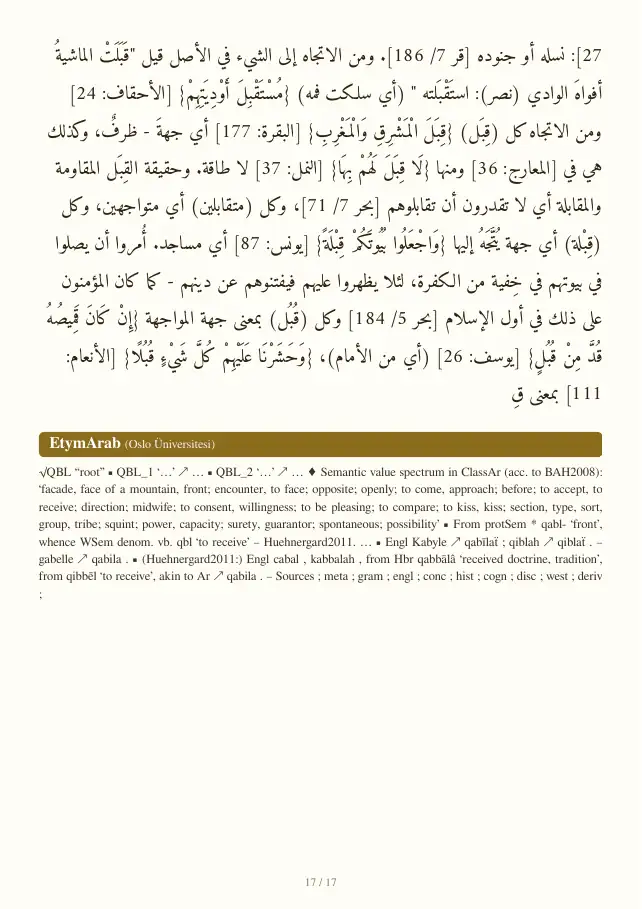 27]: نسله أو جنوده [قر 7/ 186]. ومن الاتجاه إلى الشيء في الأصل قيل "قَبَلَتْ الماشيةُ
أفواهَ الوادي (نصر): استَقْبَلَته " (أي سلكت فمه) {مُسْتَقْبِلَ أَوْدِيَتِهِمْ} [الأحقاف: 24]
ومن الاتجاه كل (قِبَل) {قِبَلَ الْمَشْرِقِ وَالْمَغْرِبِ} [البقرة: 177] أي جهةَ - ظرفٌ، وكذلك
هي في [المعارج: 36] ومنها {لَا قِبَلَ لَهُمْ بِهَا} [النمل: 37] لا طاقة. وحقيقة القِبَل المقاومة
والمقابلة أي لا تقدرون أن تقابلوهم [بحر 7/ 71]، وكل (متقابلين) أي متواجهين، وكل
(قِبْلة) أي جهة يُتَّجَهُ إليها {وَاجْعَلُوا بُيُوتَكُمْ قِبْلَةً} [يونس: 87] أي مساجد. أُمروا أن يصلوا
في بيوتهم في خِفية من الكفرة، لئلا يظهروا عليهم فيفتنوهم عن دينهم - كما كان المؤمنون
على ذلك في أول الإسلام [بحر 5/ 184] وكل (قُبُل) بمعنى جهة المواجهة {إِنْ كَانَ قَمِيصُهُ
قُدَّ مِنْ قُبُلٍ} [يوسف: 26] (أي من الأمام)، {وَحَشَرْنَا عَلَيْهِمْ كُلَّ شَيْءٍ قُبُلًا} [الأنعام:
111] بمعنى قِ
EtymArab (Oslo Üniversitesi)
√QBL “root” ▪ QBL_1 ‘…’ ↗ … ▪ QBL_2 ‘…’ ↗ … ♦ Semantic value spectrum in ClassAr (acc. to BAH2008):
‘facade, face of a mountain, front; encounter, to face; opposite; openly; to come, approach; before; to accept, to
receive; direction; midwife; to consent, willingness; to be pleasing; to compare; to kiss, kiss; section, type, sort,
group, tribe; squint; power, capacity; surety, guarantor; spontaneous; possibility’ ▪ From protSem * qabl- ‘front’,
whence WSem denom. vb. qbl ‘to receive’ – Huehnergard2011. … ▪ Engl Kabyle ↗ qabīlaẗ ; qiblah ↗ qiblaẗ . –
gabelle ↗ qabila . ▪ (Huehnergard2011:) Engl cabal , kabbalah , from Hbr qabbālâ ‘received doctrine, tradition’,
from qibbēl ‘to receive’, akin to Ar ↗ qabila . – Sources ; meta ; gram ; engl ; conc ; hist ; cogn ; disc ; west ; deriv
;
17 / 17